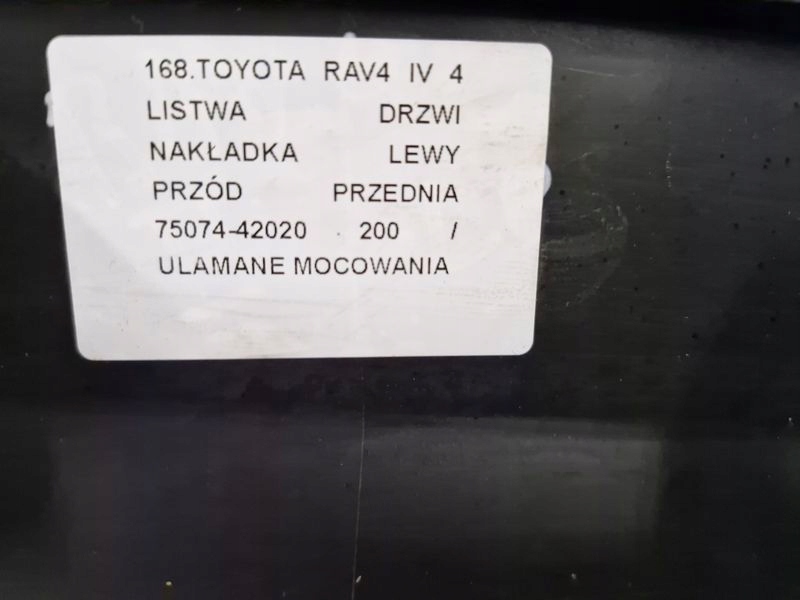 168.TOYOTA RAV4 IV 4
LISTWA DRZWI
NAKŁADKA LEWY
PRZÓD PRZEDNIA
75074-42020 200 /
ULAMANE MOCOWANIA